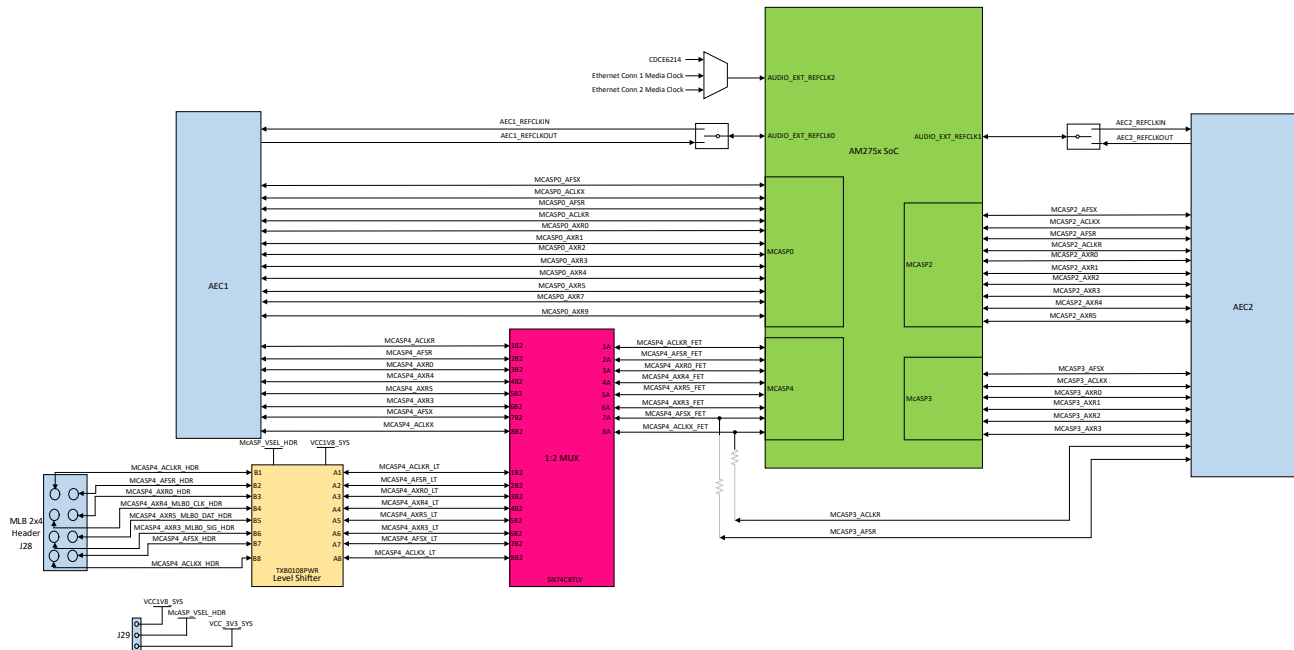 CDCE6214
Ethernet Conn 1 Media Clock
Ethernet Conn 2 Media Clock
AUDIO_EXT_REFCLK2
AEC1_REFCLKIN
AEC1_REFCLKOUT
AUDIO_EXT_REFCLK0
AUDIO_EXT_REFCLK1
AEC2_REFCLKIN
AEC2_REFCLKOUT
AM275x SoC
AEC1
MCASP0_AFSX
MCASP0_ACLKX
MCASP0_AFSR
MCASP0_ACLKR
MCASP0_AXR0
MCASP0_AXR1
MCASP0_AXR2
MCASP0_AXR3
MCASP0_AXR4
MCASP0_AXR5
MCASP0_AXR7
MCASP0_AXR9
MCASP0
MCASP2
MCASP2_AFSX
MCASP2_ACLKX
MCASP2_AFSR
MCASP2_ACLKR
MCASP2_AXR0
MCASP2_AXR1
MCASP2_AXR2
MCASP2_AXR3
MCASP2_AXR4
MCASP2_AXR5
AEC2
MCASP4_ACLKR
MCASP4_AFSR
MCASP4_AXR0
MCASP4_AXR4
MCASP4_AXR5
MCASP4_AXR3
MCASP4_AFSX
MCASP4_ACLKX
1B2
2B2
3B2
4B2
5B2
6B2
7B2
8B2
1A
2A
3A
4A
5A
6A
7A
8A
MCASP4_ACLKR_FET
MCASP4_AFSR_FET
MCASP4_AXR0_FET
MCASP4_AXR4_FET
MCASP4_AXR5_FET
MCASP4_AXR3_FET
MCASP4_AFSX_FET
MCASP4_ACLKX_FET
MCASP4
McASP3
MCASP3_AFSX
MCASP3_ACLKX
MCASP3_AXR0
MCASP3_AXR1
MCASP3_AXR2
MCASP3_AXR3
MCASP3_ACLKR
MCASP3_AFSR
1:2 MUX
McASP_VSEL_HDR
VCC1V8_SYS
MCASP4_ACLKR_HDR
MCASP4_AFSR_HDR
MCASP4_AXR0_HDR
MCASP4_AXR4_MLB0_CLK_HDR
MCASP4_AXR5_MLB0_DAT_HDR
MCASP4_AXR3_MLB0_SIG_HDR
MCASP4_AFSX_HDR
MCASP4_ACLKX_HDR
MLB 2x4
Header
J28
B1
B2
B3
B4
B5
B6
B7
B8
A1
A2
A3
A4
A5
A6
A7
A8
TXB0108PWR
Level Shifter
MCASP4_ACLKR_LT
MCASP4_AFSR_LT
MCASP4_AXR0_LT
MCASP4_AXR4_LT
MCASP4_AXR5_LT
MCASP4_AXR3_LT
MCASP4_AFSX_LT
MCASP4_ACLKX_LT
1B2
2B2
3B2
4B2
5B2
6B2
7B2
8B2
SN74CBTLV
VCC1V8_SYS
McASP_VSEL_HDR
VCC_3V3_SYS
J29